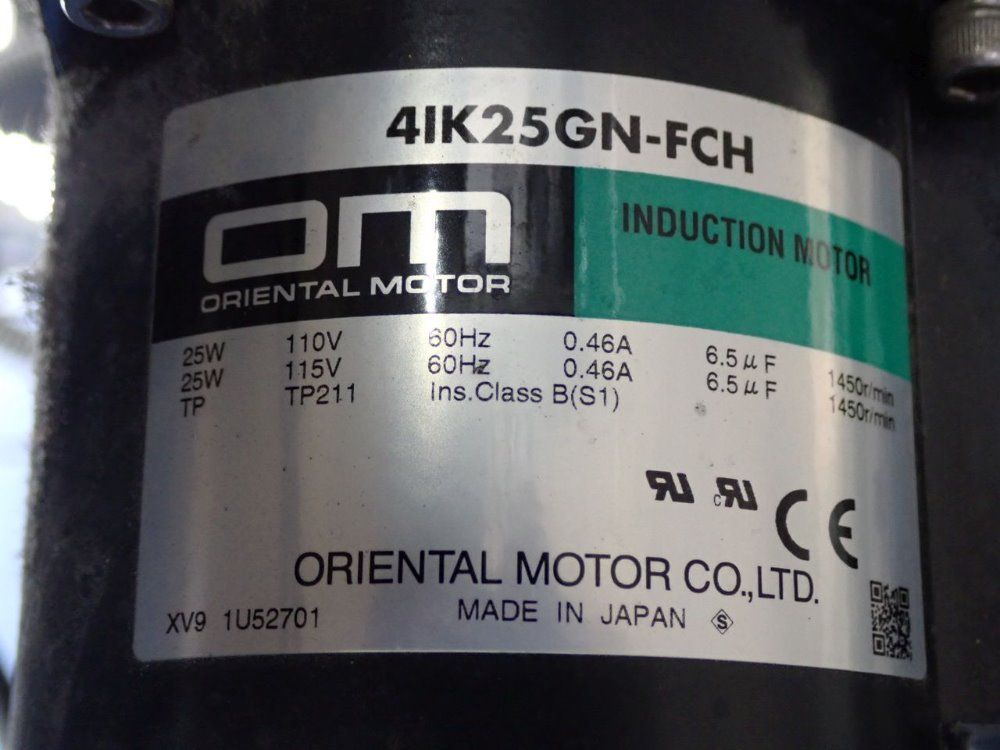 4IK25GN-FCH
om
ORIENTAL MOTOR
INDUCTION MOTOR
25W 110V 60Hz 0.46A 6.5μF 1450r/min
25W 115V 60Hz 0.46A 6.5μF 1450r/min
TP TP211 Ins.Class B(S1)
c
CE
ORIENTAL MOTOR CO.,LTD.
XV9 1U52701 MADE IN JAPAN S